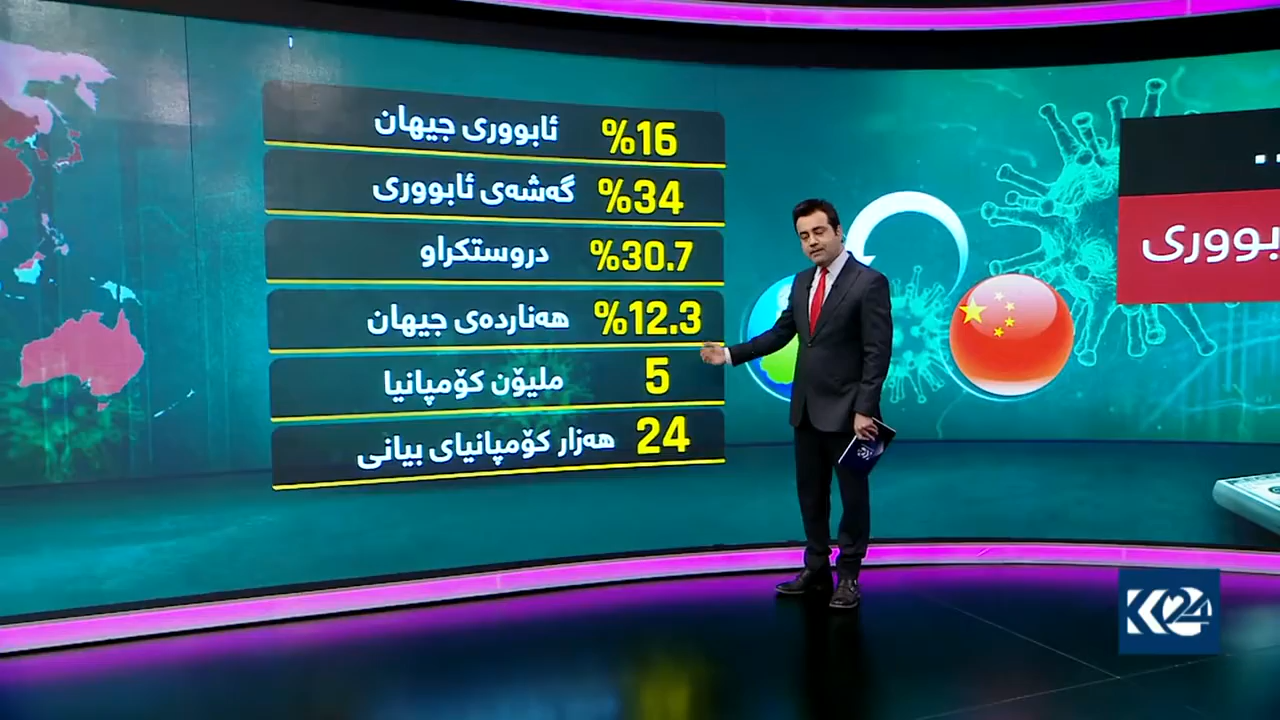 %16 ئابووری جیهان
%34 گەشەی ئابووری
%30.7 دروستکراو
%12.3 هەناردەی جیهان
5 ملیۆن کۆمپانیا
24 هەزار کۆمپانیای بیانی
..
بووری
K24